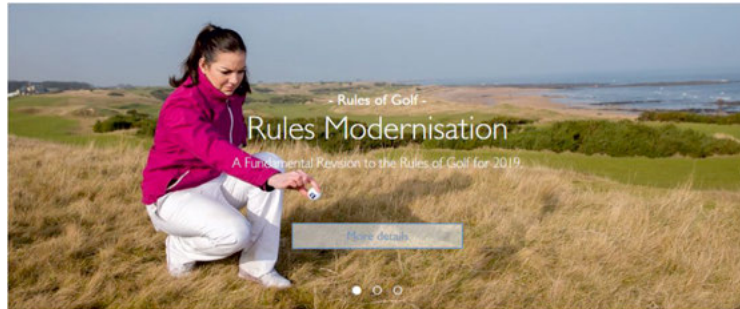 - Rules of Golf -
Rules Modernisation
A Fundamental Revision to the Rules of Golf for 2019.
More details